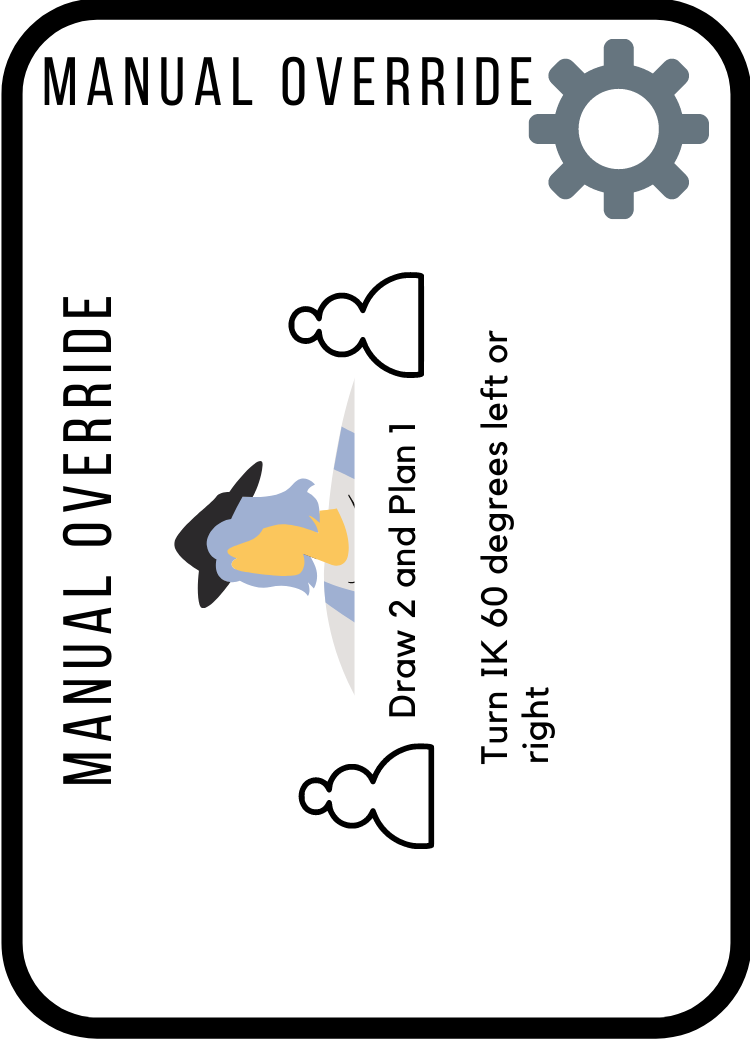 MANUAL OVERRIDE
MANUAL OVERRIDE
Draw 2 and Plan 1
Turn IK 60 degrees left or
right